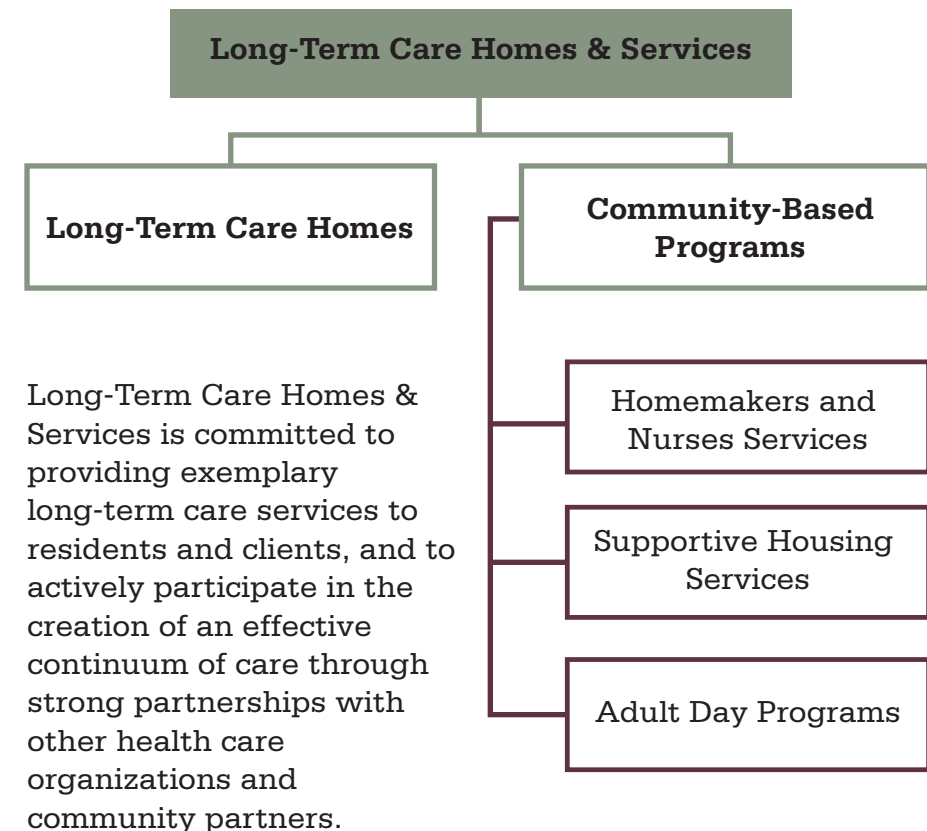 Long-Term Care Homes & Services
Long-Term Care Homes
Community-Based
Programs
Homemakers and
Nurses Services
Supportive Housing
Services
Adult Day Programs
Long-Term Care Homes &
Services is committed to
providing exemplary
long-term care services to
residents and clients, and to
actively participate in the
creation of an effective
continuum of care through
strong partnerships with
other health care
organizations and
community partners.